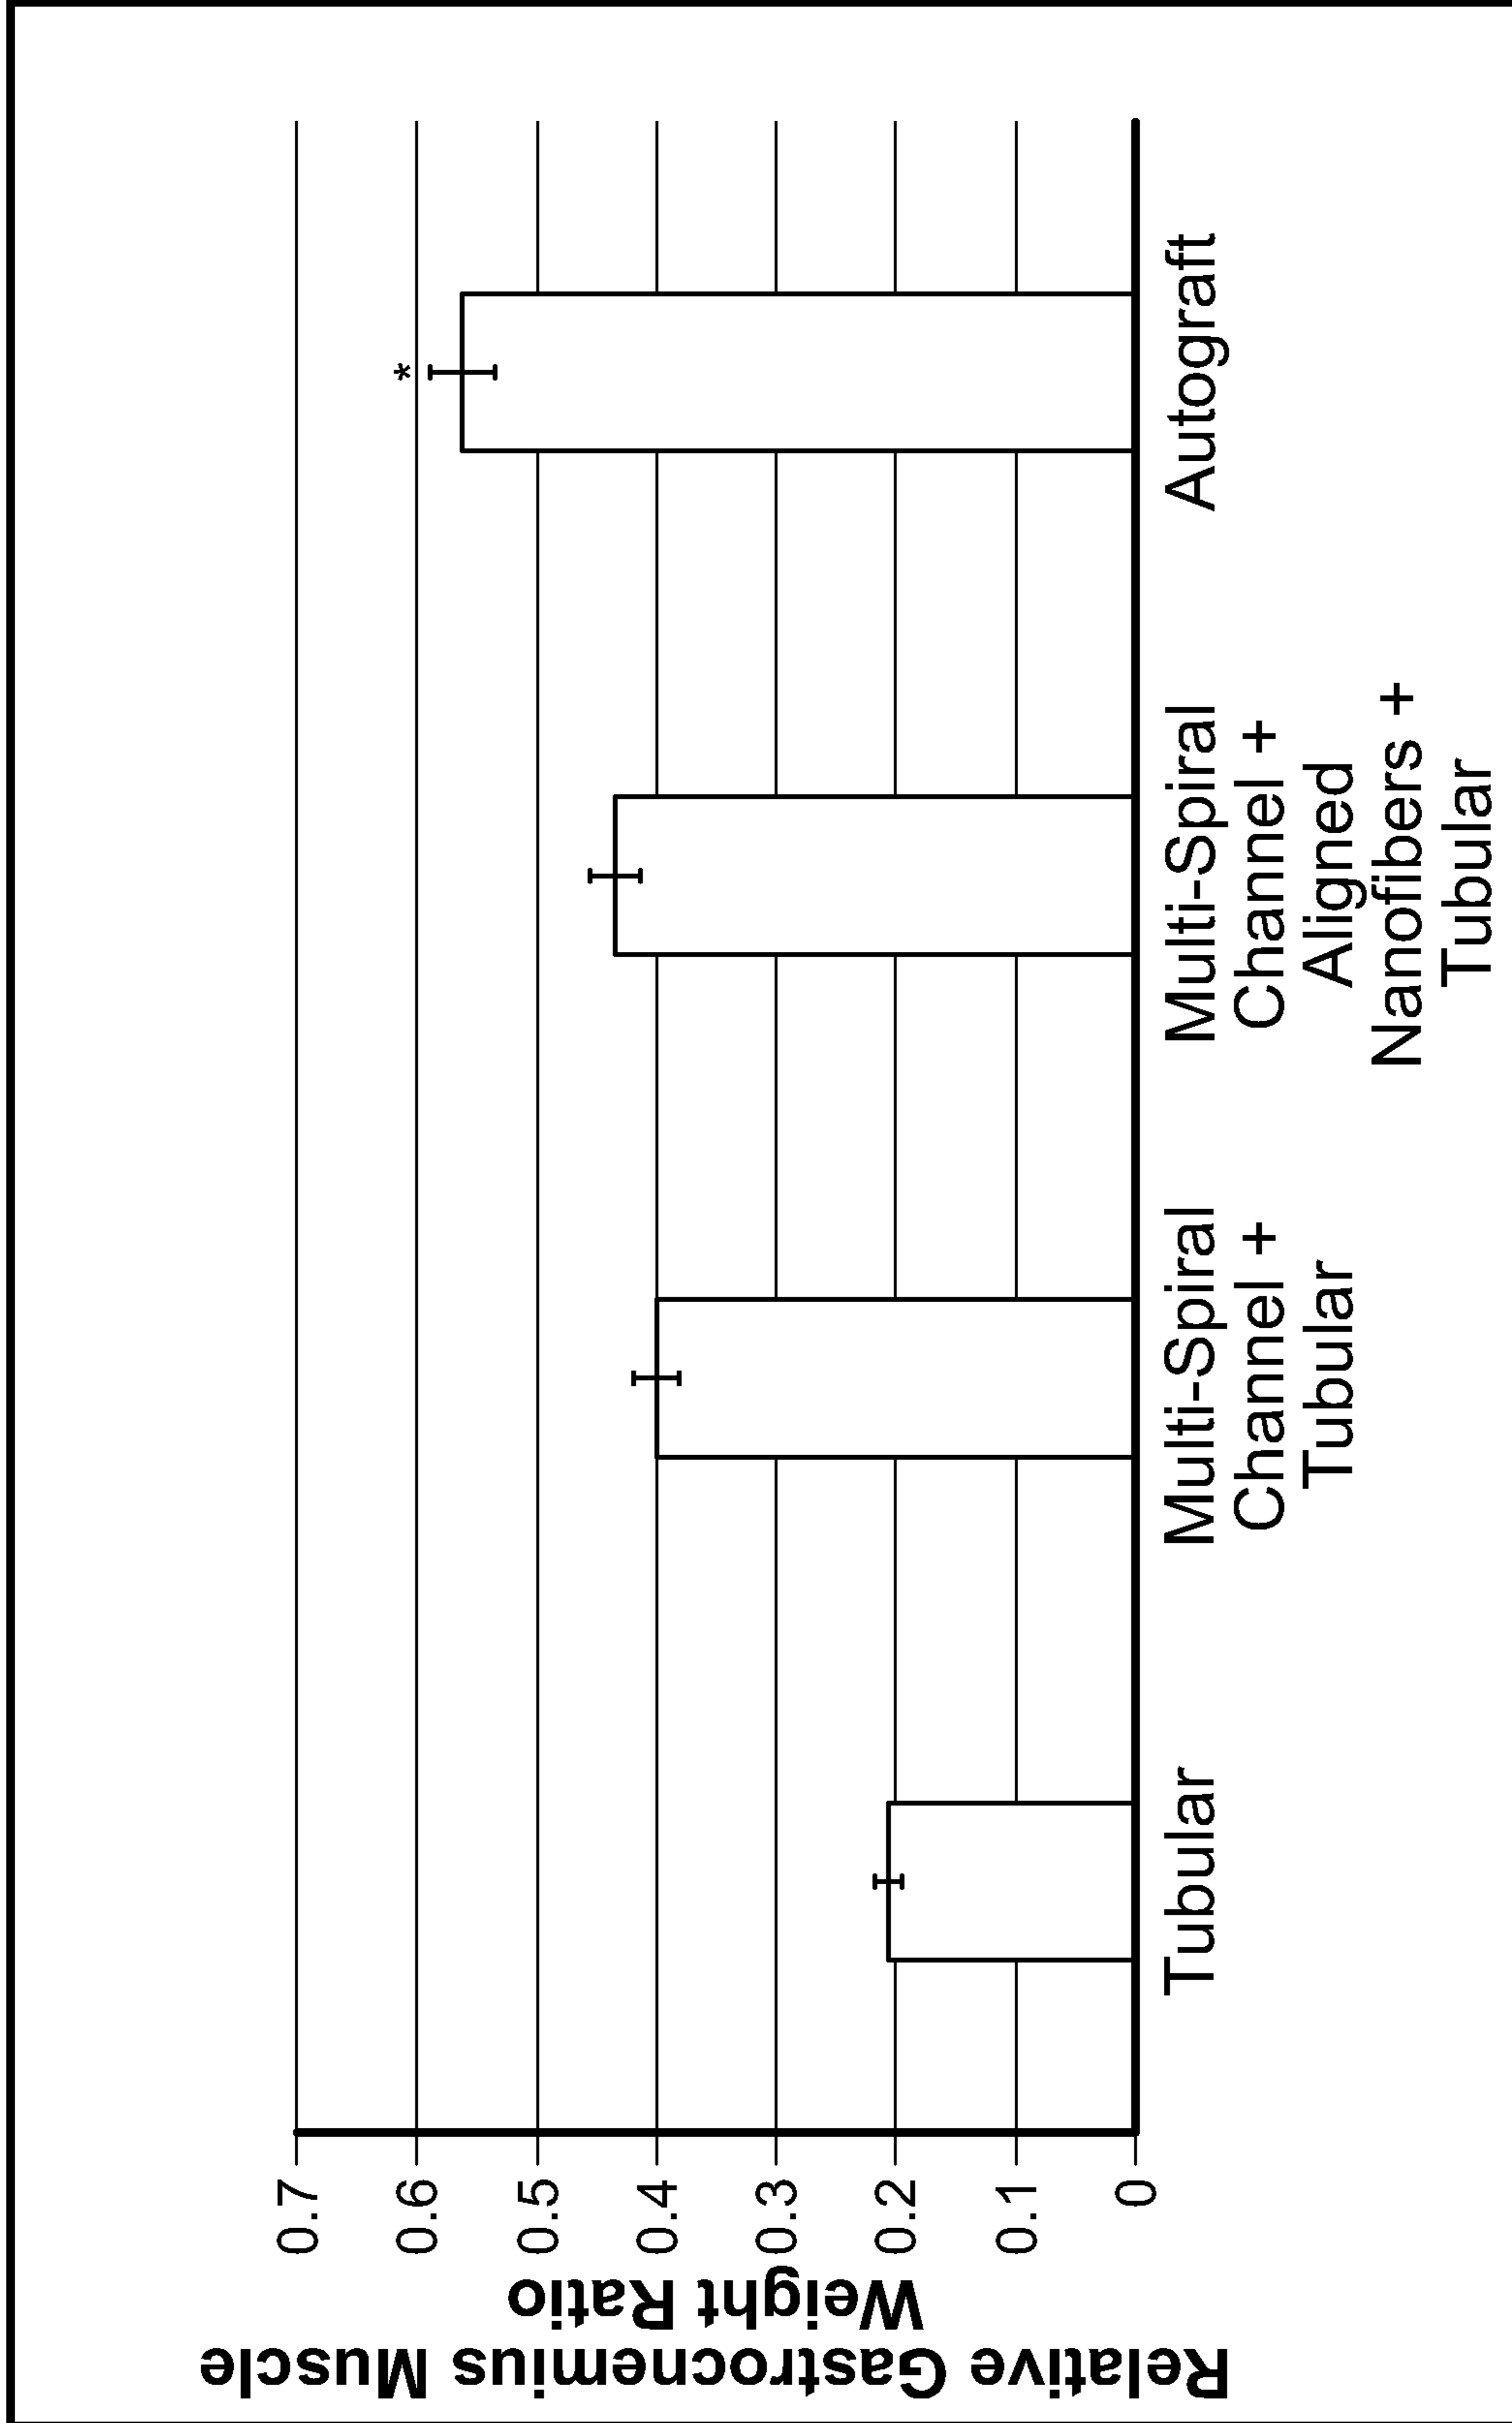 Relative Gastrocnemius Muscle
Weight Ratio
0.7
0.6
0.5
0.4
0.3
0.2
0.1
0
*
Tubular
Multi-Spiral
Channel +
Tubular
Multi-Spiral
Channel +
Aligned
Nanofibers +
Tubular
Autograft